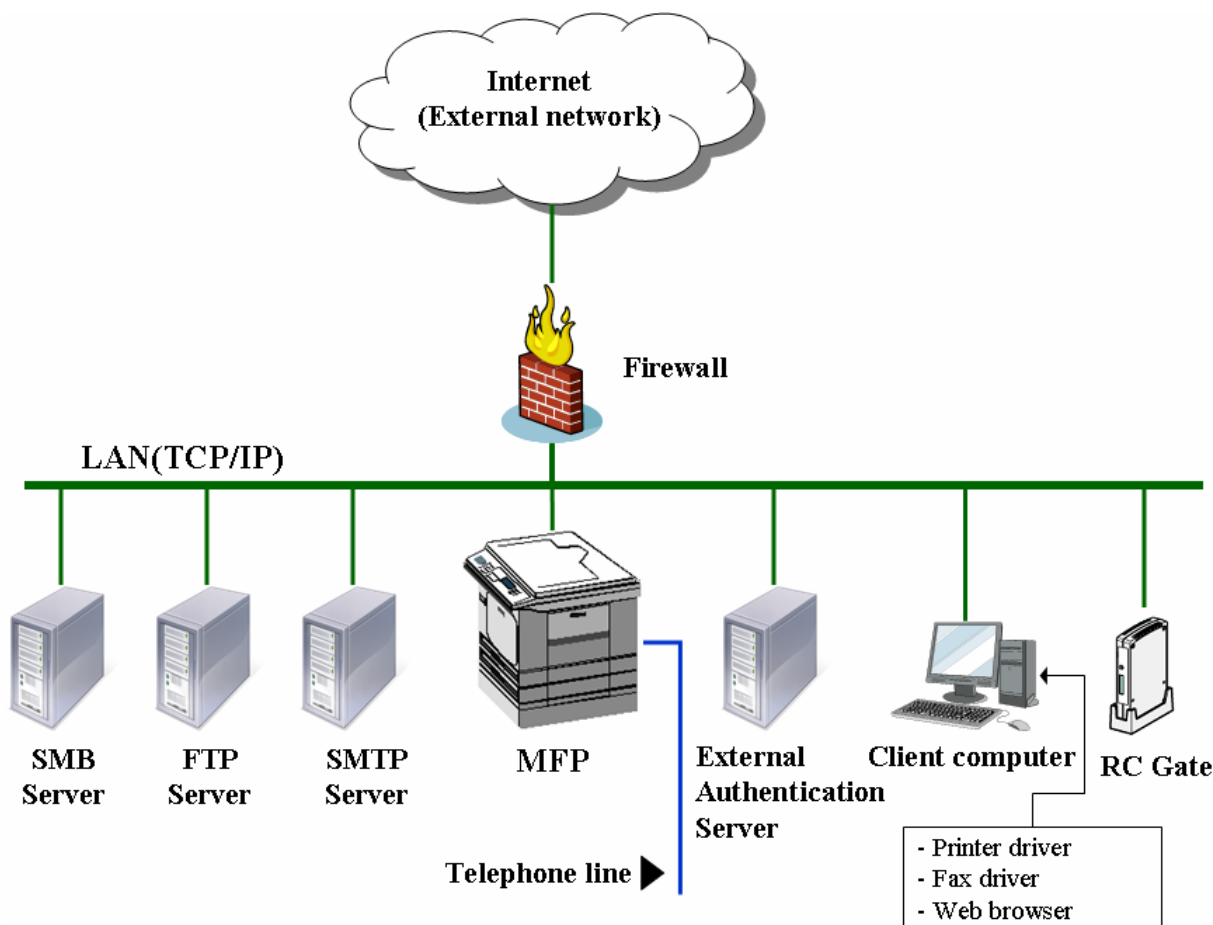 Internet
(External network)
Firewall
LAN(TCP/IP)
SMB
Server
FTP
Server
SMTP
Server
MFP
External
Authentication
Server
Client computer
RC Gate
Telephone line
- Printer driver
- Fax driver
- Web browser